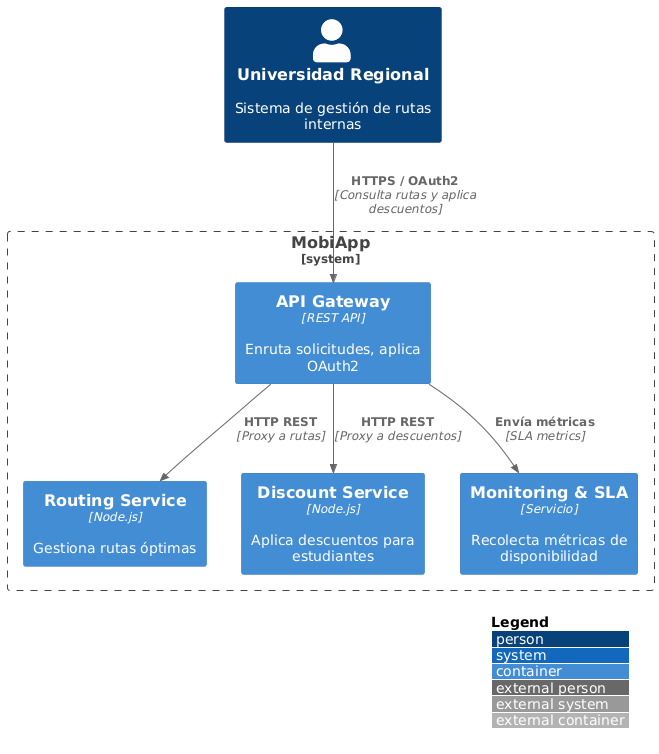 Universidad Regional
Sistema de gestión de rutas
internas
HTTPS / OAuth2
[Consulta rutas y aplica
descuentos]
MobiApp
[system]
API Gateway
[REST API]
Enruta solicitudes, aplica
OAuth2
HTTP REST
[Proxy a rutas]
HTTP REST
[Proxy a descuentos]
Envía métricas
[SLA metrics]
Routing Service
[Node.js]
Gestiona rutas óptimas
Discount Service
[Node.js]
Aplica descuentos para
estudiantes
Monitoring & SLA
[Servicio]
Recolecta métricas de
disponibilidad
Legend
person
system
container
external person
external system
external container